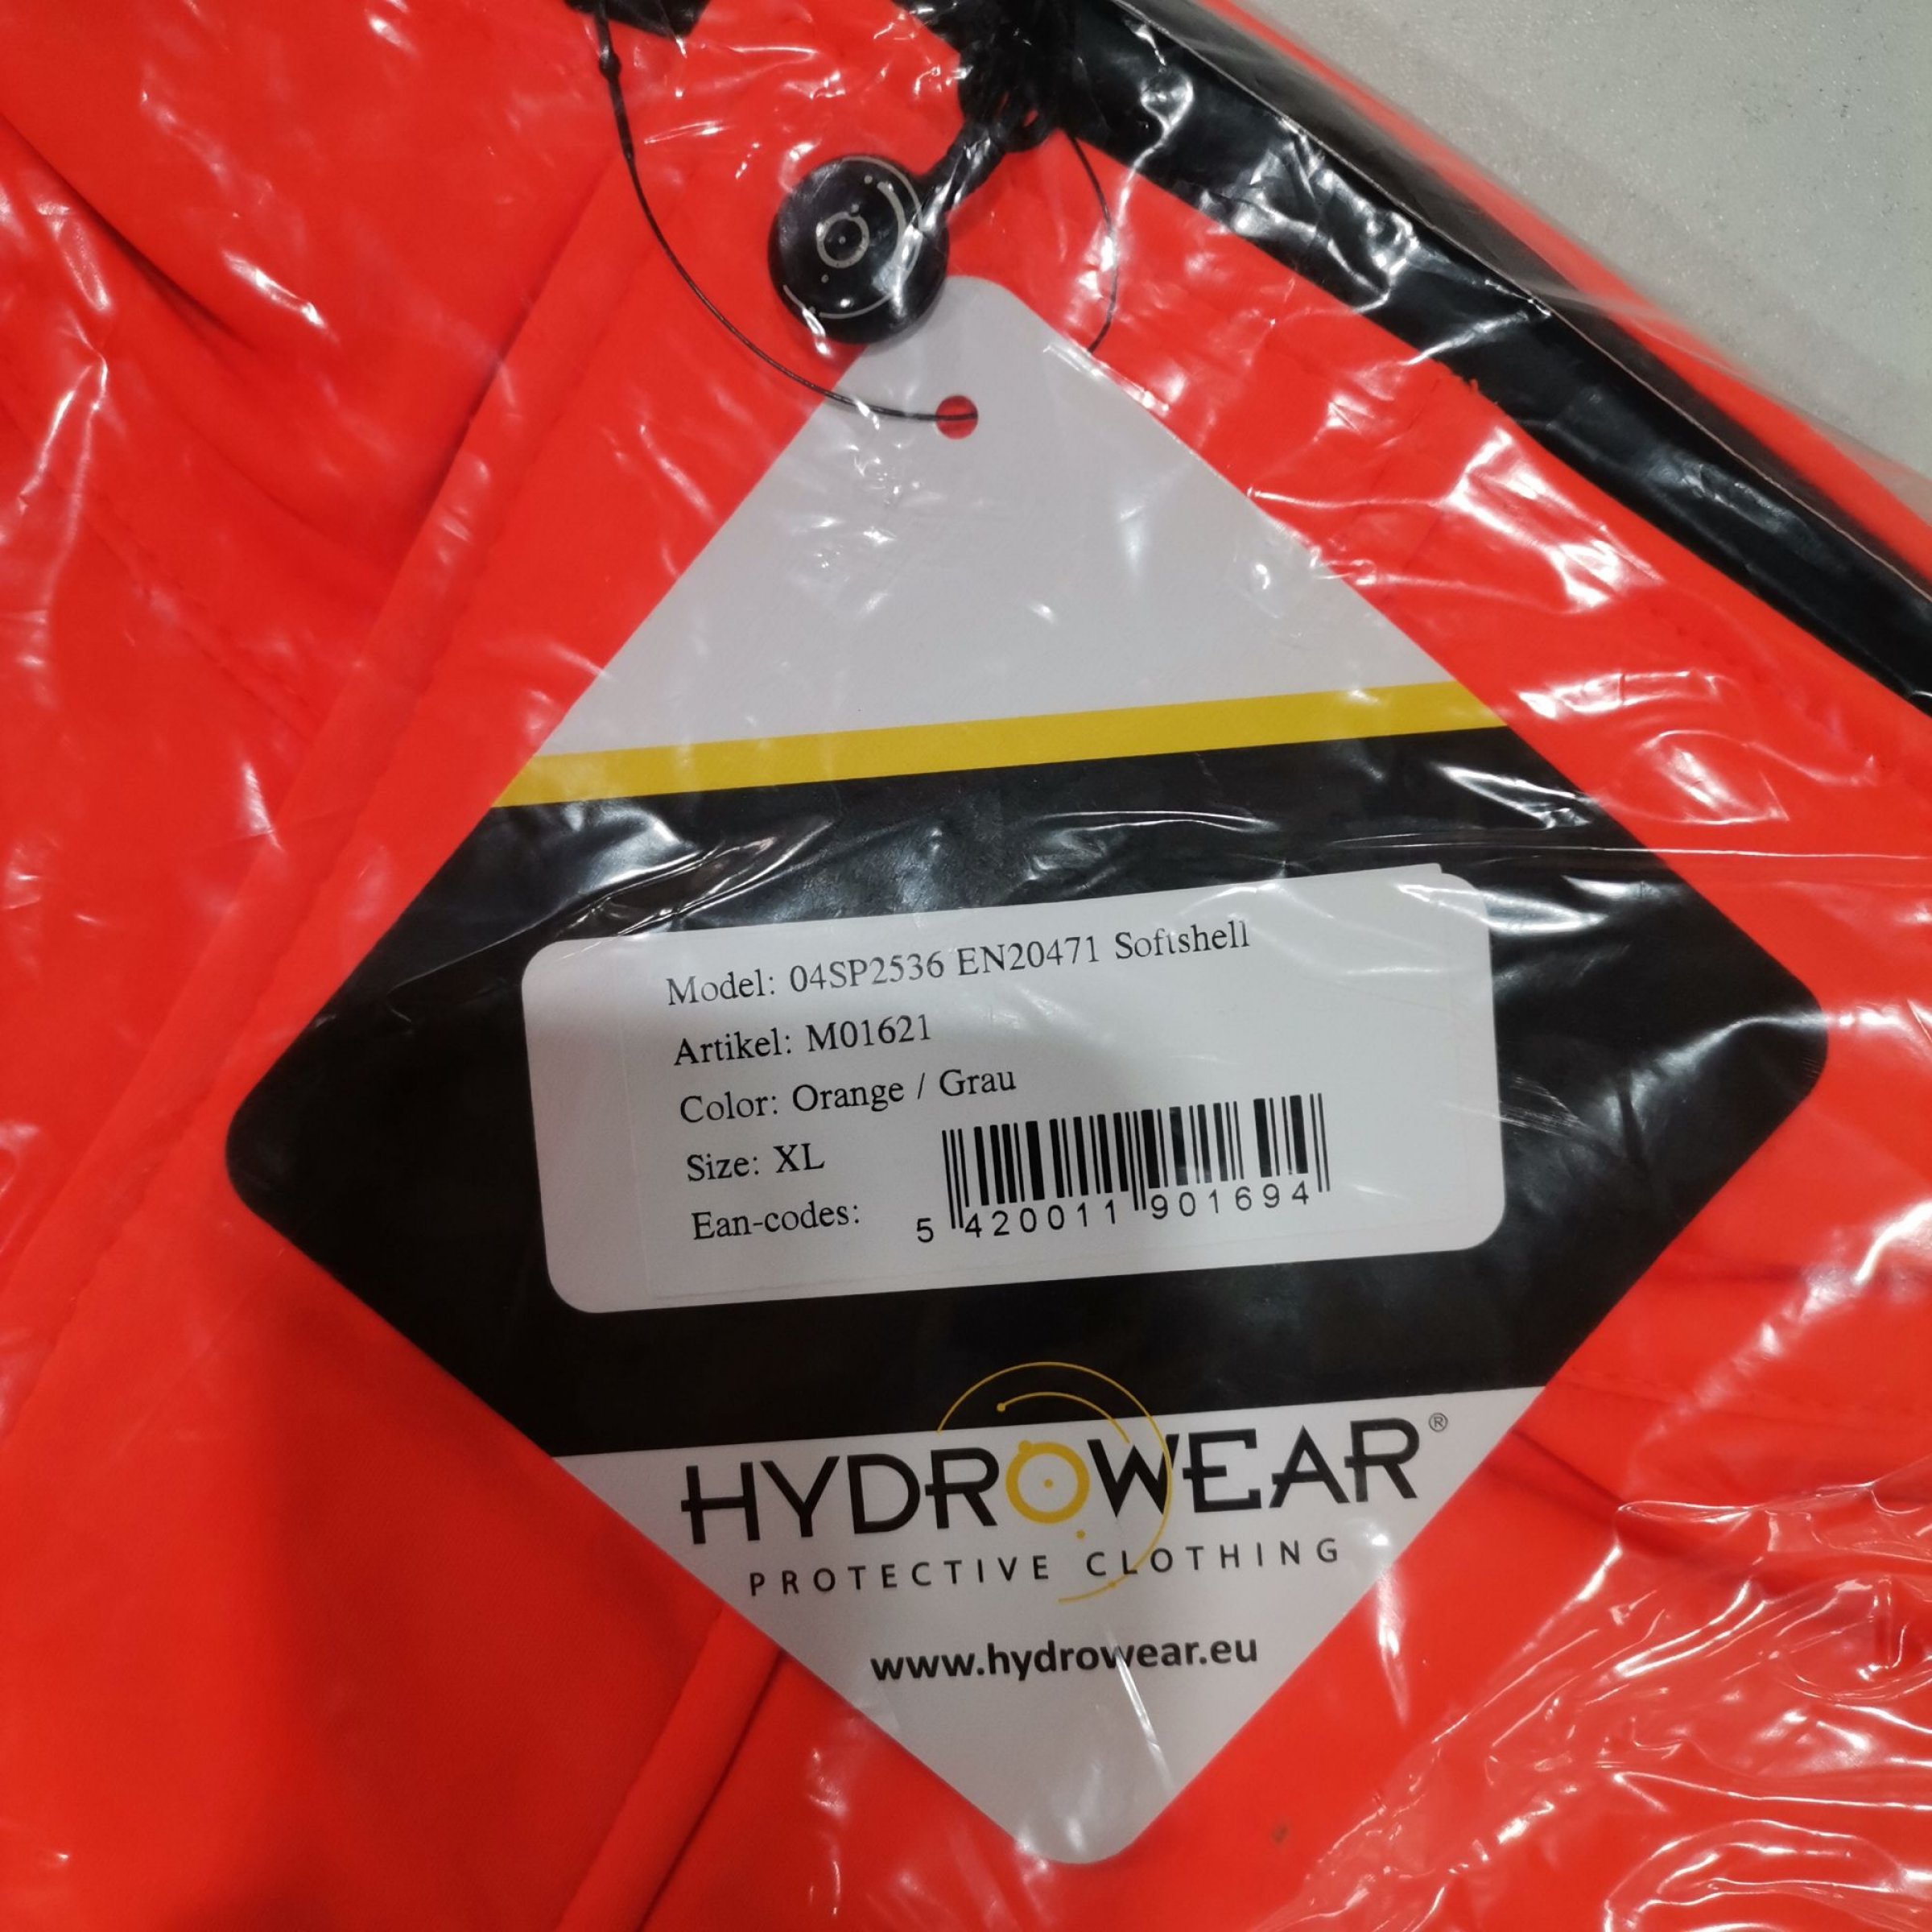 Model: 04SP2536 EN20471 Softshell
Artikel: M01621
Color: Orange / Grau
Size: XL
Ean-codes:
5 420011 901694
HYDROWEAR®
PROTECTIVE CLOTHING
www.hydrowear.eu